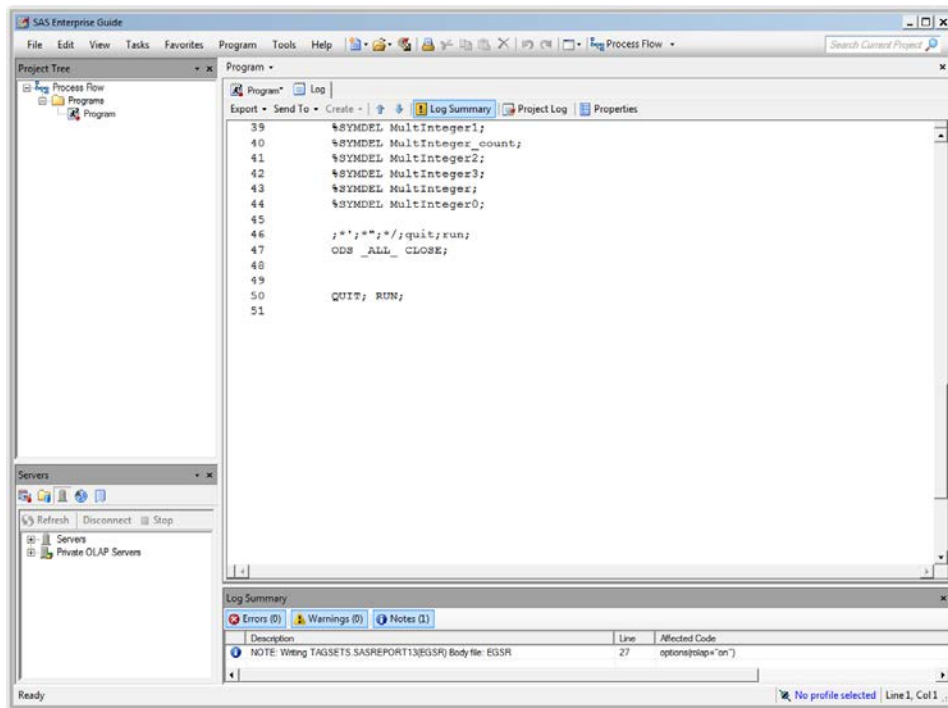 SAS Enterprise Guide
File Edit View Tasks Favorites Program Tools Help Process Flow Search Current Project
Project Tree
Process Flow
Programs
Program
Program
Program* Log
Export Send To Create Log Summary Project Log Properties
39 %SYMDEL MultInteger1;
40 %SYMDEL MultInteger_count;
41 %SYMDEL MultInteger2;
42 %SYMDEL MultInteger3;
43 %SYMDEL MultInteger;
44 %SYMDEL MultInteger0;
45
46 ;*';*";*/;quit;run;
47 ODS _ALL_ CLOSE;
48
49
50 QUIT; RUN;
51
Servers
Refresh Disconnect Stop
Servers
Private OLAP Servers
Log Summary
Errors (0) Warnings (0) Notes (1)
Description Line Affected Code
NOTE: Writing TAGSETS.SASREPORT13(EGSR) Body file: EGSR 27 options(rolap="on")
Ready No profile selected Line 1, Col 1